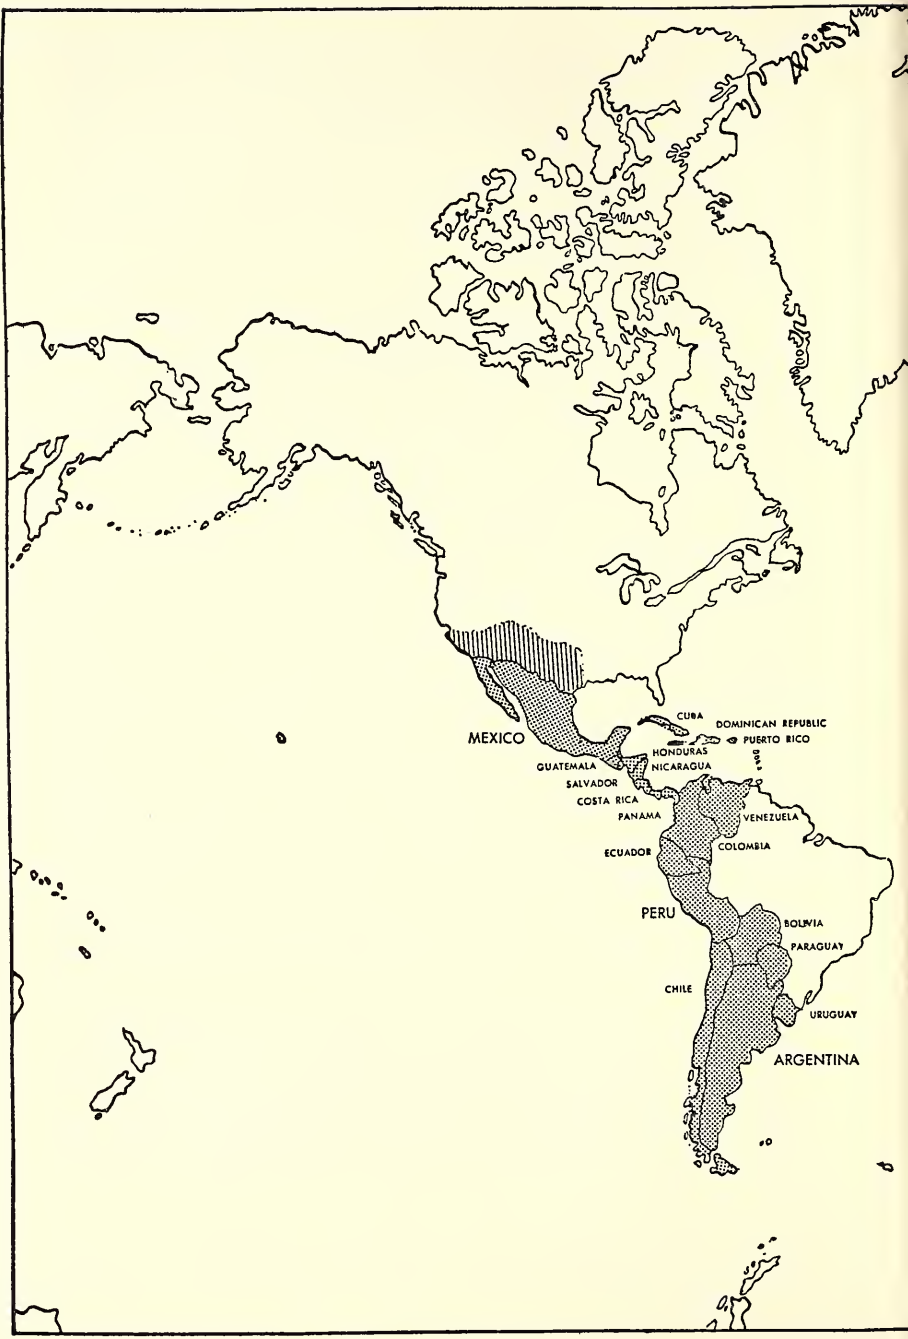 CUBA
DOMINICAN REPUBLIC
PUERTO RICO
MEXICO
HONDURAS
GUATEMALA
NICARAGUA
SALVADOR
COSTA RICA
PANAMA
VENEZUELA
COLOMBIA
ECUADOR
PERU
BOLIVIA
PARAGUAY
CHILE
URUGUAY
ARGENTINA